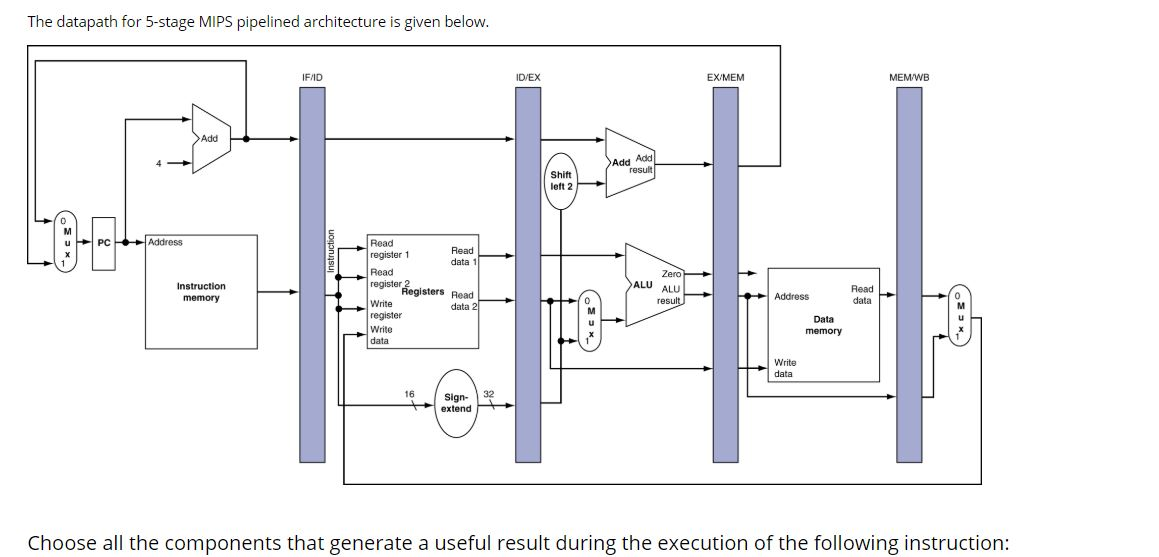 The datapath for 5-stage MIPS pipelined architecture is given below.
IF/ID
ID/EX
EX/MEM
MEM/WB
Add
4
Add Add
result
Shift
left 2
0
M
u
x
1
PC
Address
Instruction
memory
Instruction
Read
register 1
Read
register 2
Registers
Write
register
Write
data
Read
data 1
Read
data 2
16
Sign-
extend
32
0
M
u
x
1
ALU
Zero
ALU
result
Address
Read
data
Data
memory
Write
data
0
M
u
x
1
Choose all the components that generate a useful result during the execution of the following instruction: